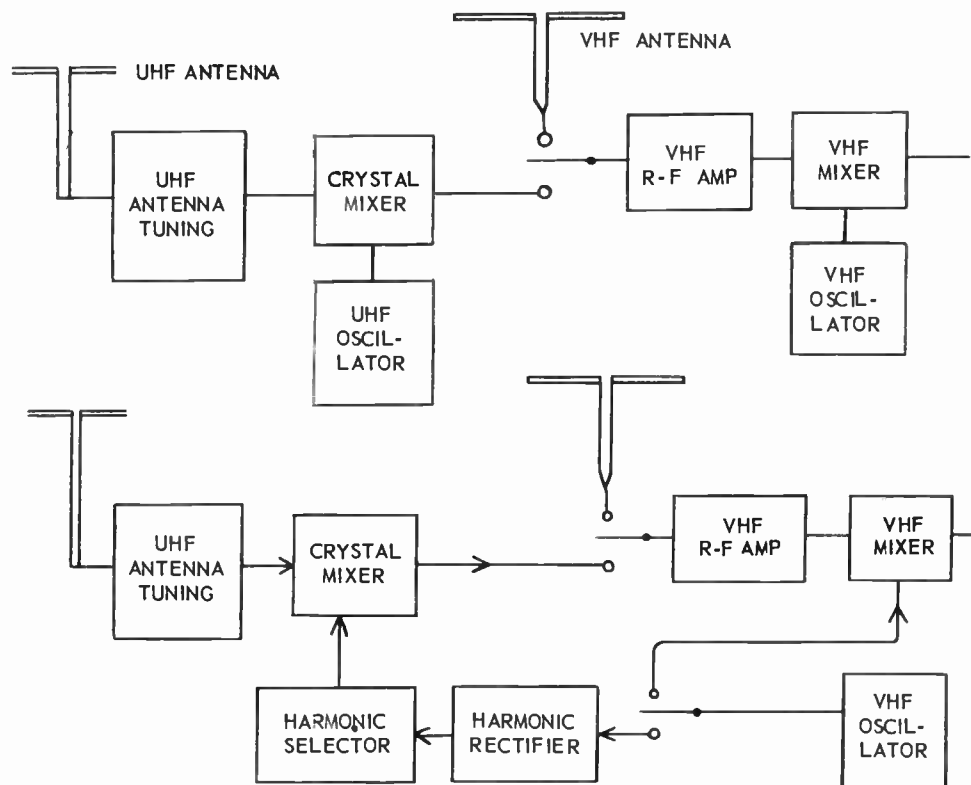 VHF ANTENNA
UHF ANTENNA
UHF
ANTENNA
TUNING
CRYSTAL
MIXER
UHF
OSCIL-
LATOR
VHF
R-F AMP
VHF
MIXER
VHF
OSCIL-
LATOR
UHF
ANTENNA
TUNING
CRYSTAL
MIXER
VHF
R-F AMP
VHF
MIXER
HARMONIC
SELECTOR
HARMONIC
RECTIFIER
VHF
OSCIL-
LATOR